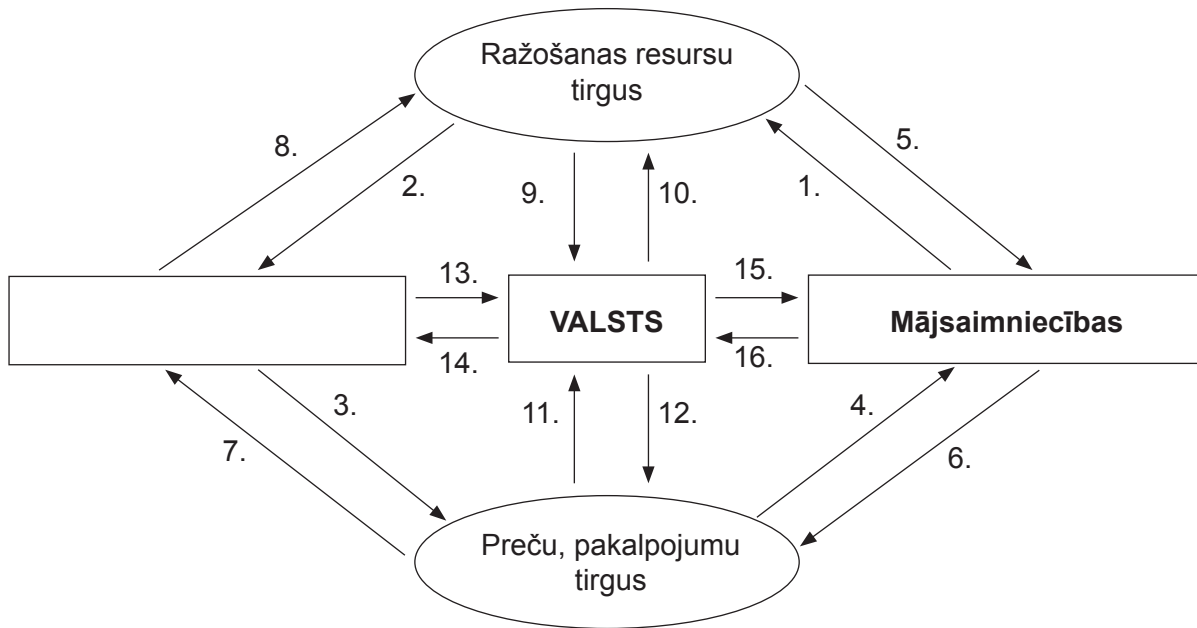 Ražošanas resursu
tirgus
8.
5.
2.
9.
10.
1.
13.
15.
VALSTS
Mājsaimniecības
14.
16.
3.
11.
12.
4.
7.
6.
Preču, pakalpojumu
tirgus